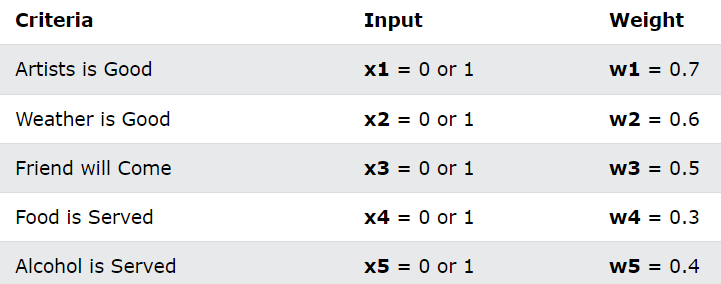 Criteria Input Weight
Artists is Good x1 = 0 or 1 w1 = 0.7
Weather is Good x2 = 0 or 1 w2 = 0.6
Friend will Come x3 = 0 or 1 w3 = 0.5
Food is Served x4 = 0 or 1 w4 = 0.3
Alcohol is Served x5 = 0 or 1 w5 = 0.4